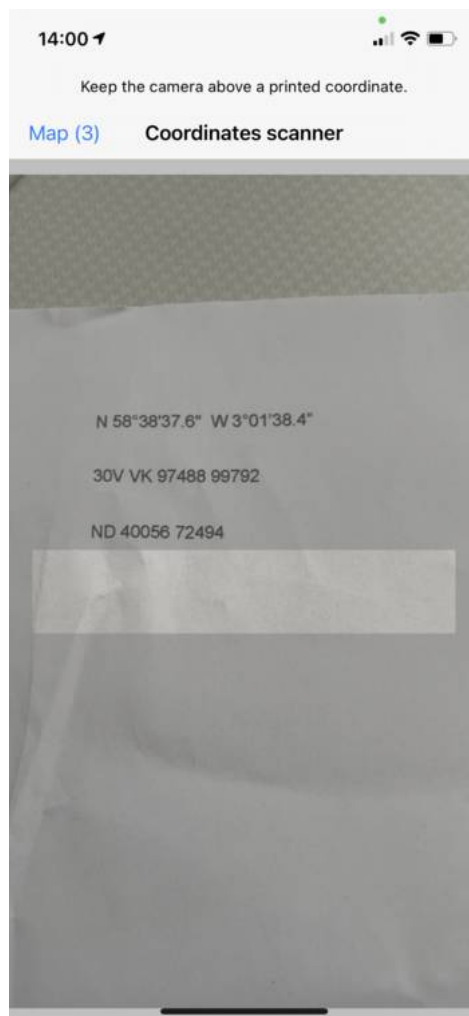 14:00
Keep the camera above a printed coordinate.
Map (3) Coordinates scanner
N 58°38'37.6" W 3°01'38.4"
30V VK 97488 99792
ND 40056 72494